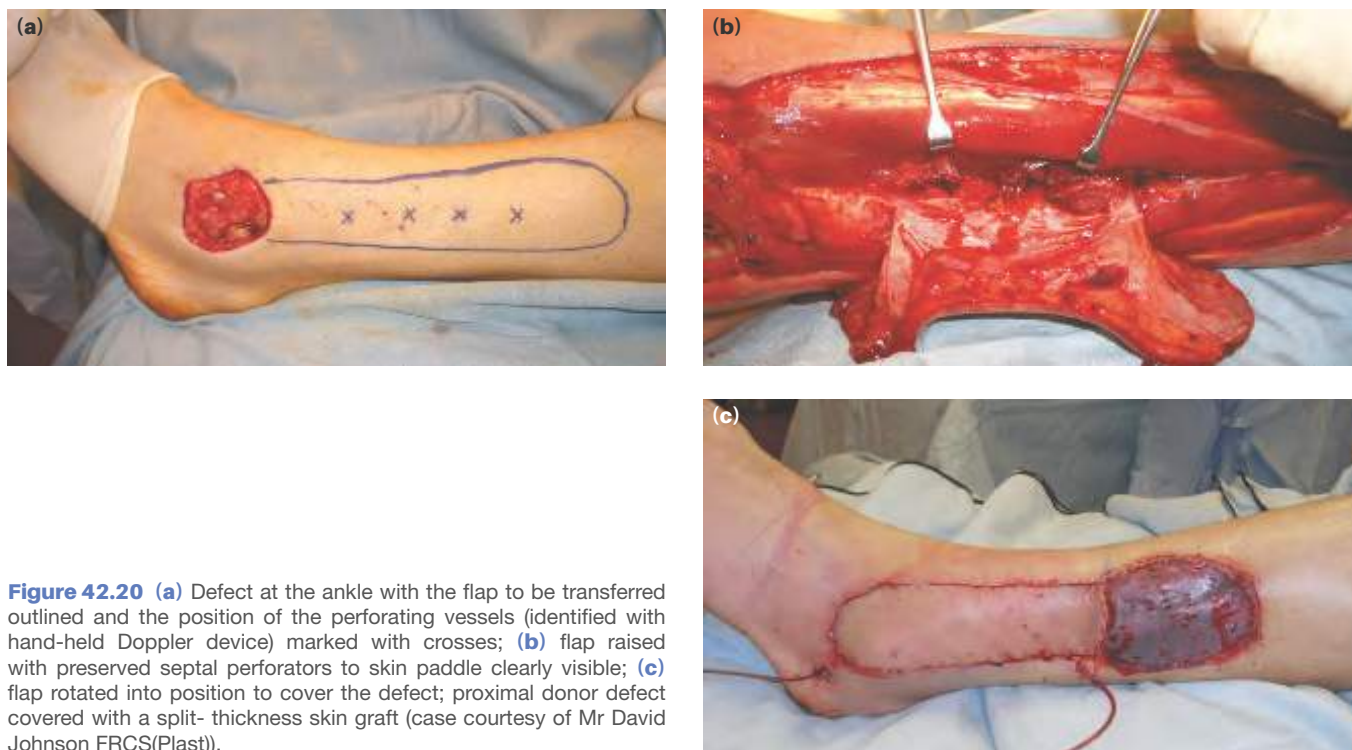 (a)
(b)
(c)
Figure 42.20 (a) Defect at the ankle with the flap to be transferred
outlined and the position of the perforating vessels (identified with
hand-held Doppler device) marked with crosses; (b) flap raised
with preserved septal perforators to skin paddle clearly visible; (c)
flap rotated into position to cover the defect; proximal donor defect
covered with a split- thickness skin graft (case courtesy of Mr David
Johnson FRCS(Plast)).